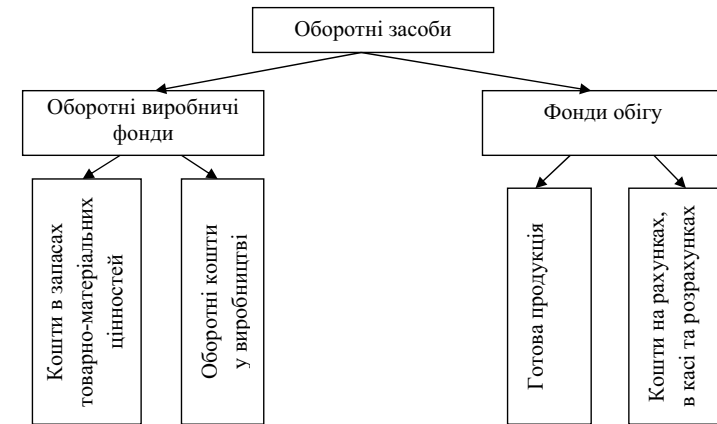 Оборотні засоби
Оборотні виробничі
фонди
Фонди обігу
Кошти в запасах
товарно-матеріальних
цінностей
Оборотні кошти
у виробництві
Готова продукція
Кошти на рахунках,
в касі та розрахунках